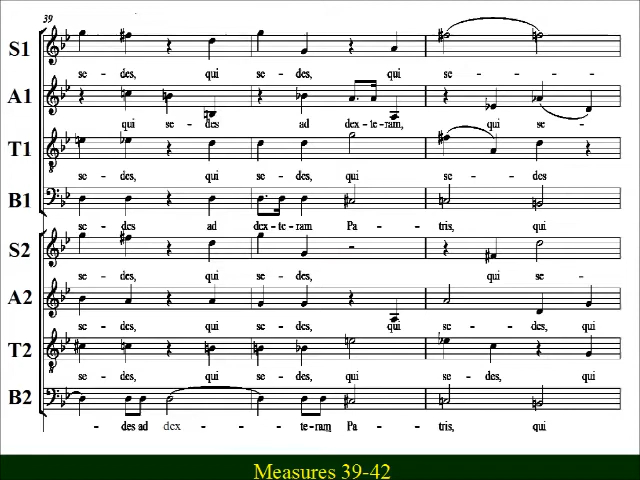 39
S1
se - des, qui se - des, qui se - - -
A1
qui se - des ad dex - te - ram, qui se -
T1
se - des, qui se - des, qui se - des
B1
se - des ad dex - te - ram Pa - - tris, qui
S2
se - des, qui se - des, qui se -
A2
se - des, qui se - des, qui se - des, qui
T2
se - des, qui se - des, qui se - des, qui
B2
- - des ad dex - - - te - ram Pa - - tris, qui
Measures 39-42